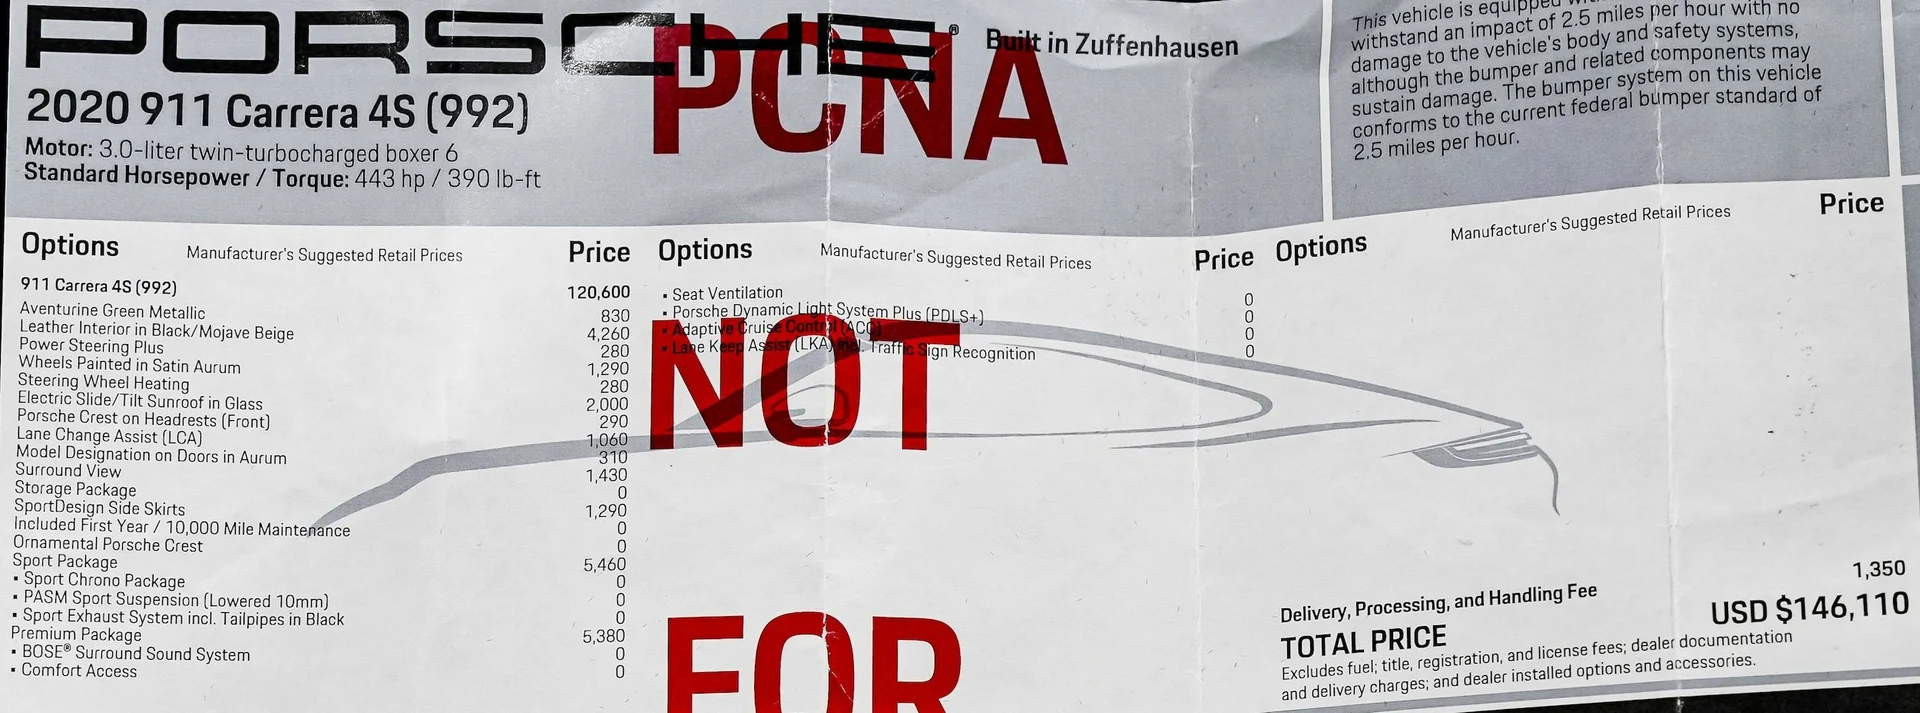 PORSCHE® Built in Zuffenhausen
2020 911 Carrera 4S (992)
Motor: 3.0-liter twin-turbocharged boxer 6
Standard Horsepower / Torque: 443 hp / 390 lb-ft
PCNA
This vehicle is equipped
withstand an impact of 2.5 miles per hour with no
damage to the vehicle's body and safety systems,
although the bumper and related components may
sustain damage. The bumper system on this vehicle
conforms to the current federal bumper standard of
2.5 miles per hour.
Options Manufacturer's Suggested Retail Prices Price
911 Carrera 4S (992) 120,600
Aventurine Green Metallic 830
Leather Interior in Black/Mojave Beige 4,260
Power Steering Plus 280
Wheels Painted in Satin Aurum 1,290
Steering Wheel Heating 280
Electric Slide/Tilt Sunroof in Glass 2,000
Porsche Crest on Headrests (Front) 290
Lane Change Assist (LCA) 1,060
Model Designation on Doors in Aurum 310
Surround View 1,430
Storage Package 0
SportDesign Side Skirts 1,290
Included First Year / 10,000 Mile Maintenance 0
Ornamental Porsche Crest 0
Sport Package 5,460
▪ Sport Chrono Package 0
▪ PASM Sport Suspension (Lowered 10mm) 0
▪ Sport Exhaust System incl. Tailpipes in Black 0
Premium Package 5,380
▪ BOSE® Surround Sound System 0
▪ Comfort Access 0
Options Manufacturer's Suggested Retail Prices Price
▪ Seat Ventilation 0
▪ Porsche Dynamic Light System Plus (PDLS+) 0
▪ Adaptive Cruise Control (ACC) 0
▪ Lane Keep Assist (LKA) incl. Traffic Sign Recognition 0
NOT
FOR
Options Manufacturer's Suggested Retail Prices Price
Delivery, Processing, and Handling Fee 1,350
TOTAL PRICE USD $146,110
Excludes fuel; title, registration, and license fees; dealer documentation
and delivery charges; and dealer installed options and accessories.